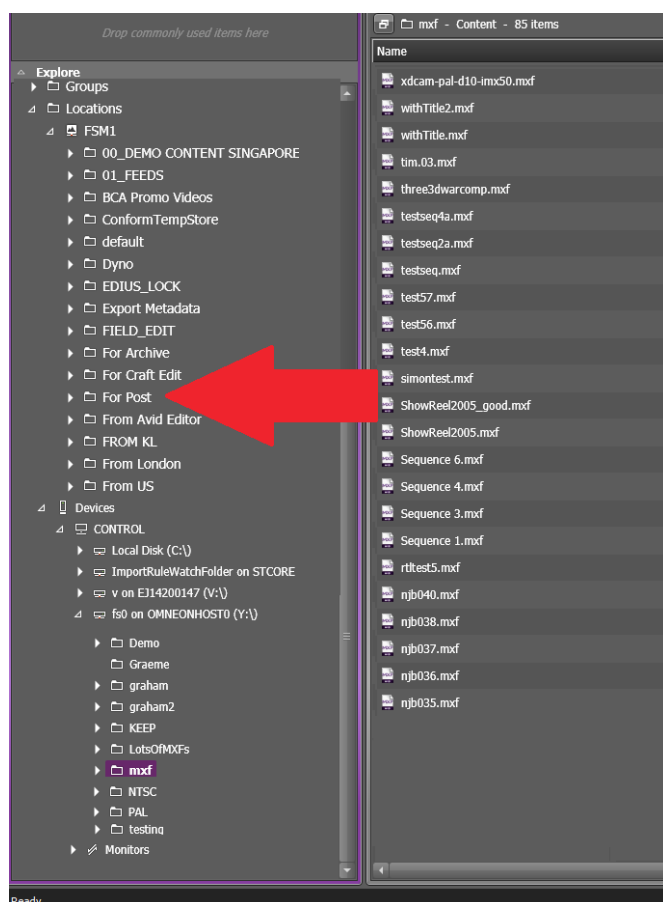 Drop commonly used items here
Explore
Groups
Locations
FSM1
00_DEMO CONTENT SINGAPORE
01_FEEDS
BCA Promo Videos
ConformTempStore
default
Dyno
EDIUS_LOCK
Export Metadata
FIELD_EDIT
For Archive
For Craft Edit
For Post
From Avid Editor
FROM KL
From London
From US
Devices
CONTROL
Local Disk (C:\)
ImportRuleWatchFolder on STCORE
v on EJ14200147 (V:\)
fs0 on OMNEONHOST0 (Y:\)
Demo
Graeme
graham
graham2
KEEP
LotsOfMXFs
mxf
NTSC
PAL
testing
Monitors
Ready
mxf - Content - 85 items
Name
xdcam-pal-d10-imx50.mxf
withTitle2.mxf
withTitle.mxf
tim.03.mxf
three3dwarcomp.mxf
testseq4a.mxf
testseq2a.mxf
testseq.mxf
test57.mxf
test56.mxf
test4.mxf
simontest.mxf
ShowReel2005_good.mxf
ShowReel2005.mxf
Sequence 6.mxf
Sequence 4.mxf
Sequence 3.mxf
Sequence 1.mxf
rtltest5.mxf
njb040.mxf
njb038.mxf
njb037.mxf
njb036.mxf
njb035.mxf